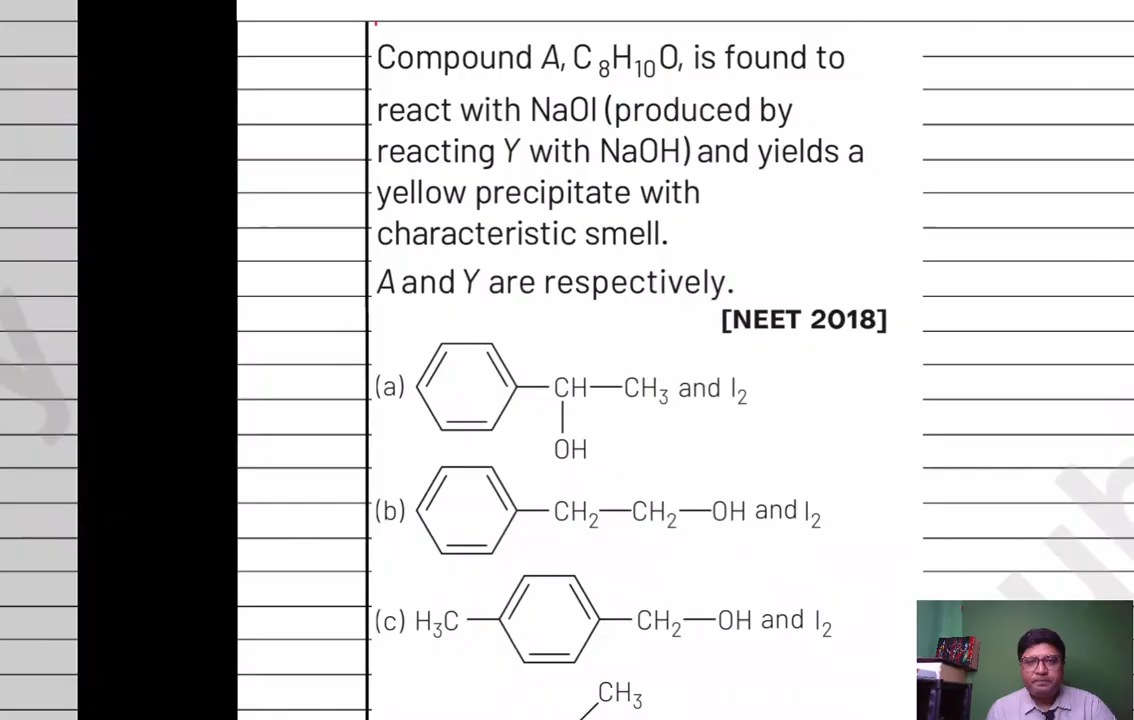 Compound A, C₈H₁₀O, is found to
react with NaOI (produced by
reacting Y with NaOH) and yields a
yellow precipitate with
characteristic smell.
A and Y are respectively.
[NEET 2018]
(a) CH—CH₃ and I₂
OH
(b) CH₂—CH₂—OH and I₂
(c) H₃C CH₂—OH and I₂
CH₃